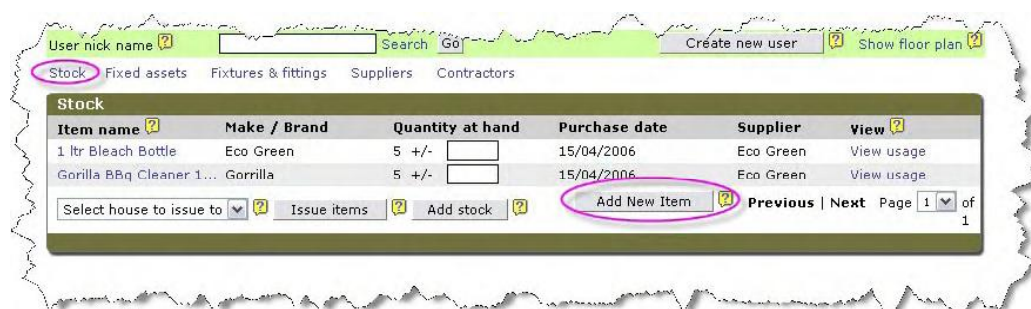 User nick name ? Search Go Create new user ? Show floor plan ?
Stock Fixed assets Fixtures & fittings Suppliers Contractors
Stock
Item name ? Make / Brand Quantity at hand Purchase date Supplier View ?
1 ltr Bleach Bottle Eco Green 5 +/- 15/04/2006 Eco Green View usage
Gorilla BBq Cleaner 1... Gorrilla 5 +/- 15/04/2006 Eco Green View usage
Select house to issue to ? Issue items ? Add stock ? Add New Item ? Previous | Next Page 1 of
1